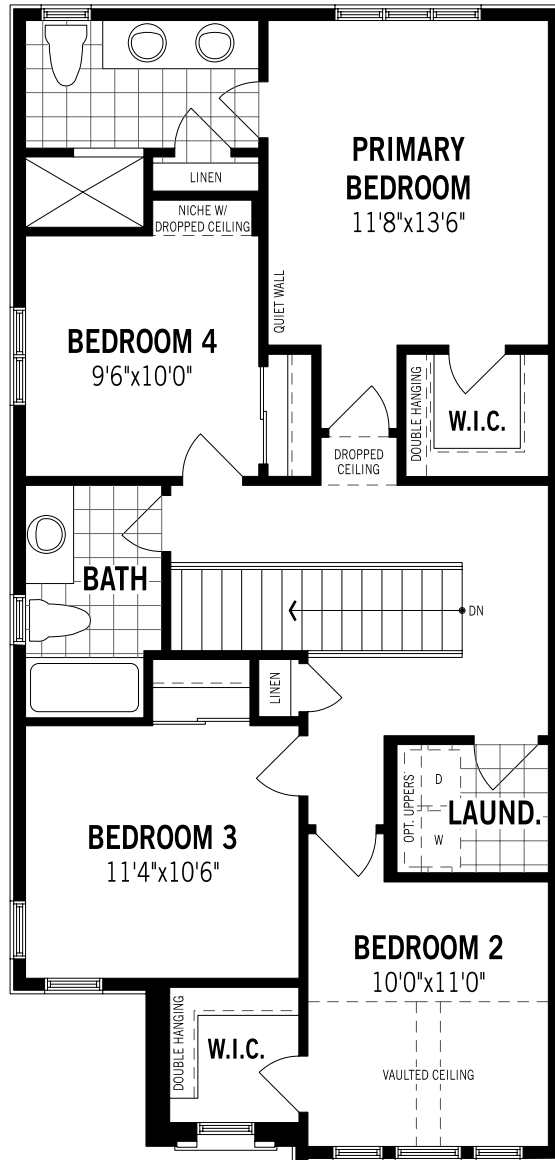 LINEN
NICHE W/
DROPPED CEILING
PRIMARY
BEDROOM
11'8"x13'6"
QUIET WALL
BEDROOM 4
9'6"x10'0"
DOUBLE HANGING
W.I.C.
DROPPED
CEILING
BATH
DN
LINEN
OPT. UPPERS
D
LAUND.
W
BEDROOM 3
11'4"x10'6"
BEDROOM 2
10'0"x11'0"
DOUBLE HANGING
W.I.C.
VAULTED CEILING